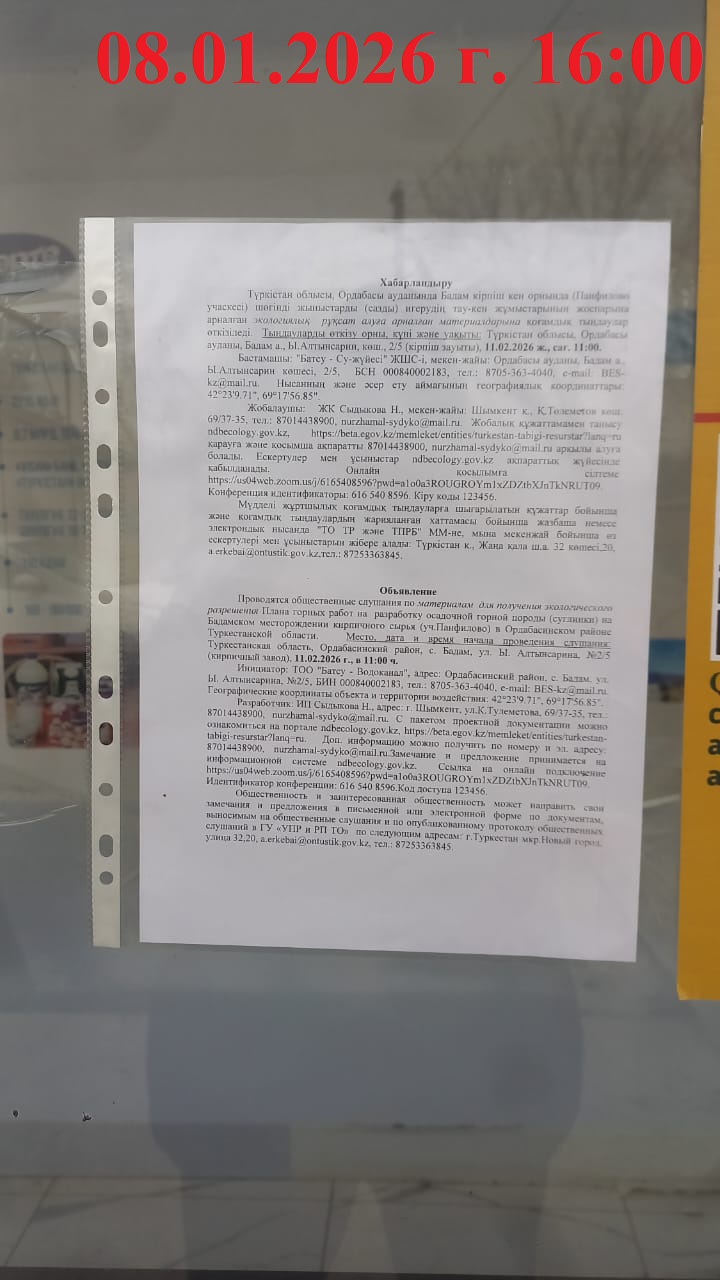 08.01.2026 г. 16:00
Хабарландыру
Түркістан облысы, Ордабасы ауданында Бадам кірпіш кен орнында (Панфилово
учаскесі) шөгінді жыныстарды (сазды) игерудің тау-кен жұмыстарының жоспарына
арналған экологиялық рұқсат алуға арналған материалдарына қоғамдық тыңдаулар
өткізіледі. Тыңдауларды өткізу орны, күні және уақыты: Түркістан облысы, Ордабасы
ауданы, Бадам а., Ы.Алтынсарин, көш., 2/5 (кірпіш зауыты), 11.02.2026 ж., сағ. 11:00.
Бастамашы: "Батсу - Су-жүйесі" ЖШС-і, мекен-жайы: Ордабасы ауданы, Бадам а.,
Ы.Алтынсарин көшесі, 2/5, БСН 000840002183, тел.: 8705-363-4040, e-mail: BES-
kz@mail.ru. Нысанның және әсер ету аймағының географиялық координаттары:
42°23'9.71", 69°17'56.85".
Жобалаушы: ЖК Сыдыкова Н., мекен-жайы: Шымкент қ., Қ.Төлеметов көш.
69/37-35, тел.: 87014438900, nurzhamal-sydyko@mail.ru. Жобалық құжаттамамен танысу
ndbecology.gov.kz, https://beta.egov.kz/memleket/entities/turkestan-tabigi-resurstar?lanq=ru
қарауға және қосымша ақпаратты 87014438900, nurzhamal-sydyko@mail.ru арқылы алуға
болады. Ескертулер мен ұсыныстар ndbecology.gov.kz ақпараттық жүйесінде
қабылданады. Онлайн қосылымға сілтеме
https://us04web.zoom.us/j/6165408596?pwd=a1o0a3ROUGROYm1xZDZtbXJnTkNRUT09.
Конференция идентификаторы: 616 540 8596. Кіру коды 123456.
Мүдделі жұртшылық қоғамдық тыңдауларға шығарылатын құжаттар бойынша
және қоғамдық тыңдаулардың жарияланған хаттамасы бойынша жазбаша немесе
электрондық нысанда "ТО ТР ЖӘНЕ ТПРБ" ММ-не, мына мекенжай бойынша өз
ескертулері мен ұсыныстарын жібере алады: Түркістан қ., Жаңа қала ш.а. 32 көшесі,20,
a.erkebai@ontustik.gov.kz,тел.: 87253363845.
Объявление
Проводятся общественные слушания по материалам для получения экологического
разрешения Плана горных работ на разработку осадочной горной породы (суглинки) на
Бадамском месторождении кирпичного сырья (уч.Панфилово) в Ордабасинском районе
Туркестанской области. Место, дата и время начала проведения слушания:
Туркестанская область, Ордабасинский район, с. Бадам, ул. Ы. Алтынсарина, №2/5
(кирпичный завод), 11.02.2026 г., в 11:00 ч.
Инициатор: ТОО "Батсу - Водоканал", адрес: Ордабасинский район, с. Бадам, ул.
Ы. Алтынсарина, №2/5, БИН 000840002183, тел.: 8705-363-4040, e-mail: BES-kz@mail.ru.
Географические координаты объекта и территории воздействия: 42°23'9.71", 69°17'56.85".
Разработчик: ИП Сыдыкова Н., адрес: г. Шымкент, ул.К.Тулеметова, 69/37-35, тел.:
87014438900, nurzhamal-sydyko@mail.ru. С пакетом проектной документации можно
ознакомиться на портале ndbecology.gov.kz, https://beta.egov.kz/memleket/entities/turkestan-
tabigi-resurstar?lanq=ru. Доп. информацию можно получить по номеру и эл. адресу:
87014438900, nurzhamal-sydyko@mail.ru.Замечание и предложение принимается на
информационной системе ndbecology.gov.kz. Ссылка на онлайн подключение
https://us04web.zoom.us/j/6165408596?pwd=a1o0a3ROUGROYm1xZDZtbXJnTkNRUT09,
Идентификатор конференции: 616 540 8596.Код доступа 123456.
Общественность и заинтересованная общественность может направить свои
замечания и предложения в письменной или электронной форме по документам,
выносимым на общественные слушания и по опубликованному протоколу общественных
слушаний в ГУ «УПР и РП ТО» по следующим адресам: г.Туркестан мкр.Новый город,
улица 32,20, a.erkebai@ontustik.gov.kz, тел.: 87253363845.